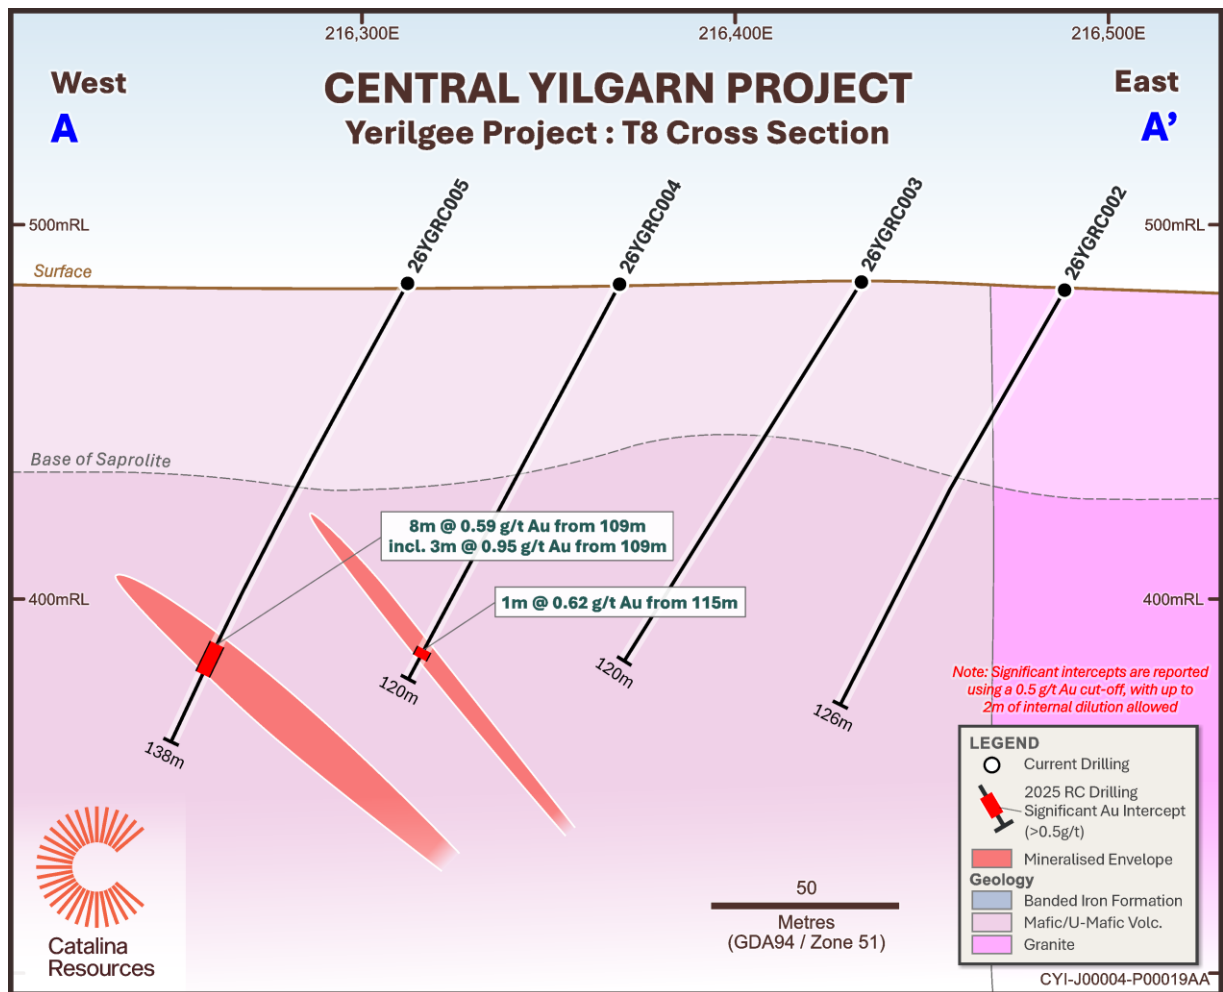 216,300E
216,400E
216,500E
West
CENTRAL YILGARN PROJECT
East
A
Yerilgee Project : T8 Cross Section
A’
26YGRC005
26YGRC004
26YGRC003
26YGRC002
500mRL
500mRL
Surface
Base of Saprolite
8m @ 0.59 g/t Au from 109m
incl. 3m @ 0.95 g/t Au from 109m
400mRL
1m @ 0.62 g/t Au from 115m
400mRL
120m
120m
126m
138m
Note: Significant intercepts are reported
using a 0.5 g/t Au cut-off, with up to
2m of internal dilution allowed
LEGEND
Current Drilling
2025 RC Drilling
Significant Au Intercept
(>0.5g/t)
Mineralised Envelope
Geology
Banded Iron Formation
Mafic/U-Mafic Volc.
Granite
50
Metres
(GDA94 / Zone 51)
Catalina
Resources
CYI-J00004-P00019AA